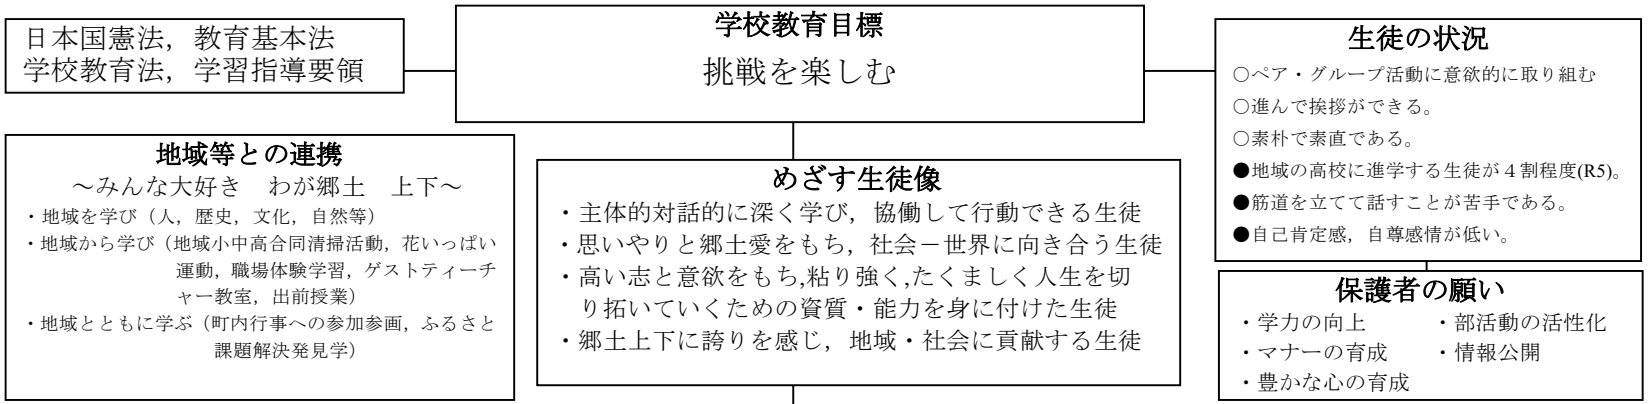 日本国憲法，教育基本法
学校教育法，学習指導要領
学校教育目標
挑戦を楽しむ
生徒の状況
○ペア・グループ活動に意欲的に取り組む
○進んで挨拶ができる。
○素朴で素直である。
●地域の高校に進学する生徒が４割程度(R5)。
●筋道を立てて話すことが苦手である。
●自己肯定感，自尊感情が低い。
地域等との連携
～みんな大好き　わが郷土　上下～
・地域を学び（人，歴史，文化，自然等）
・地域から学び（地域小中高合同清掃活動，花いっぱい
運動，職場体験学習，ゲストティーチ
ャー教室，出前授業）
・地域とともに学ぶ（町内行事への参加参画，ふるさと
課題解決発見学）
めざす生徒像
・主体的対話的に深く学び，協働して行動できる生徒
・思いやりと郷土愛をもち，社会－世界に向き合う生徒
・高い志と意欲をもち,粘り強く,たくましく人生を切
り拓いていくための資質・能力を身に付けた生徒
・郷土上下に誇りを感じ，地域・社会に貢献する生徒
保護者の願い
・学力の向上　　　・部活動の活性化
・マナーの育成　　・情報公開
・豊かな心の育成